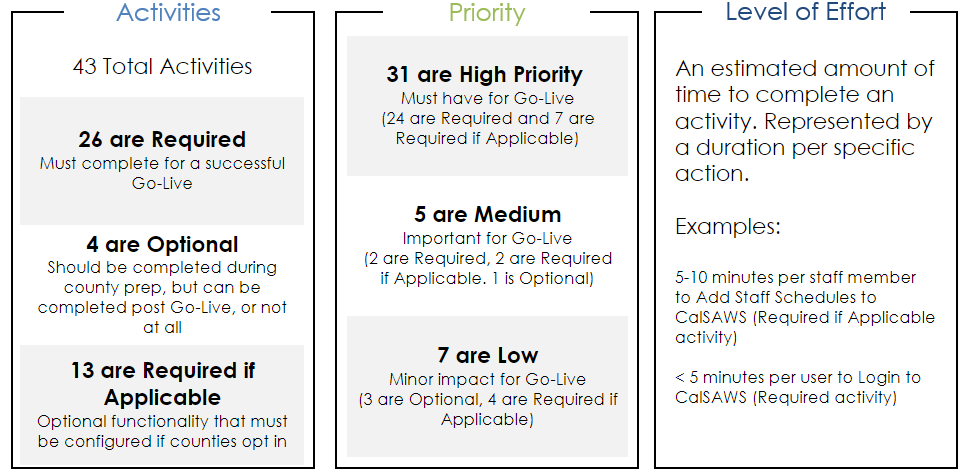 Activities
43 Total Activities
26 are Required
Must complete for a successful
Go-Live
4 are Optional
Should be completed during
county prep, but can be
completed post Go-Live, or not
at all
13 are Required if
Applicable
Optional functionality that must
be configured if counties opt in
Priority
31 are High Priority
Must have for Go-Live
(24 are Required and 7 are
Required if Applicable)
5 are Medium
Important for Go-Live
(2 are Required, 2 are Required
if Applicable. 1 is Optional)
7 are Low
Minor impact for Go-Live
(3 are Optional, 4 are Required if
Applicable)
Level of Effort
An estimated amount of
time to complete an
activity. Represented by
a duration per specific
action.
Examples:
5-10 minutes per staff member
to Add Staff Schedules to
CalSAWS (Required if Applicable
activity)
< 5 minutes per user to Login to
CalSAWS (Required activity)